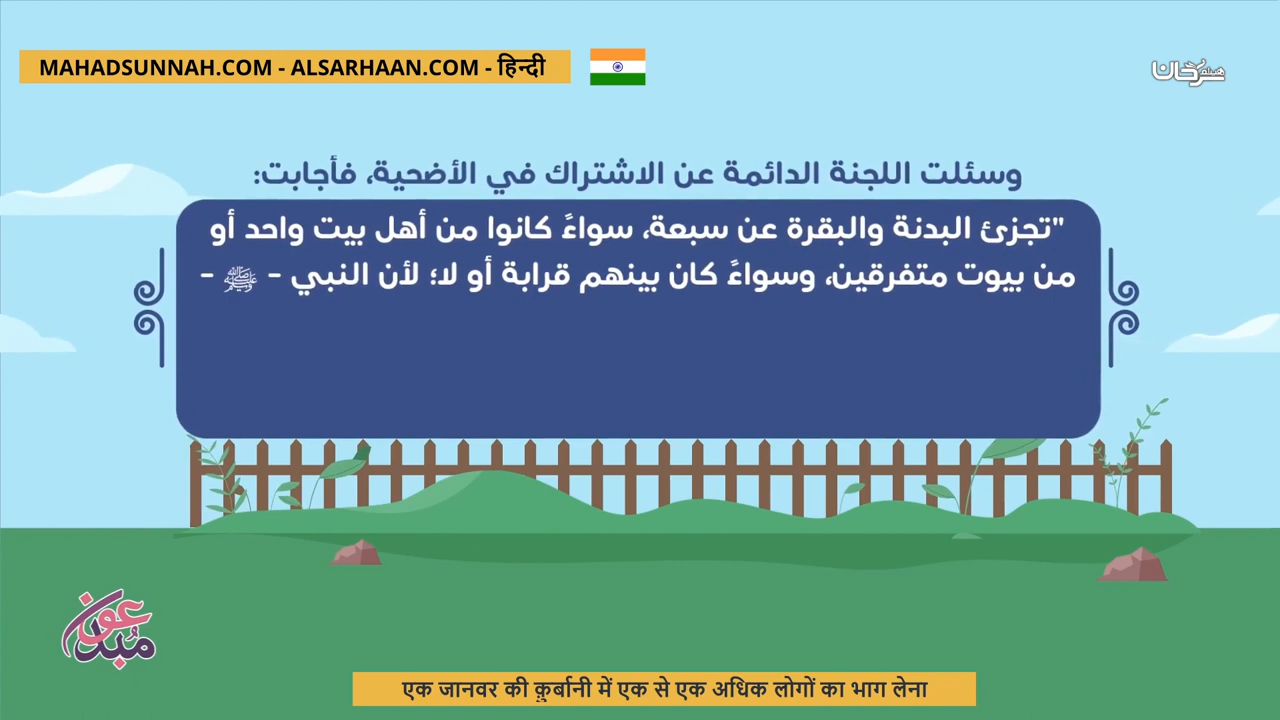 MAHADSUNNAH.COM - ALSARHAAN.COM - हिन्दी
سرحان
وسئلت اللجنة الدائمة عن الاشتراك في الأضحية، فأجابت:
"تجزئ البدنة والبقرة عن سبعة، سواءً كانوا من أهل بيت واحد أو
من بيوت متفرقين، وسواءً كان بينهم قرابة أو لا؛ لأن النبي - ﷺ -
एक जानवर की क़ुर्बानी में एक से एक अधिक लोगों का भाग लेना